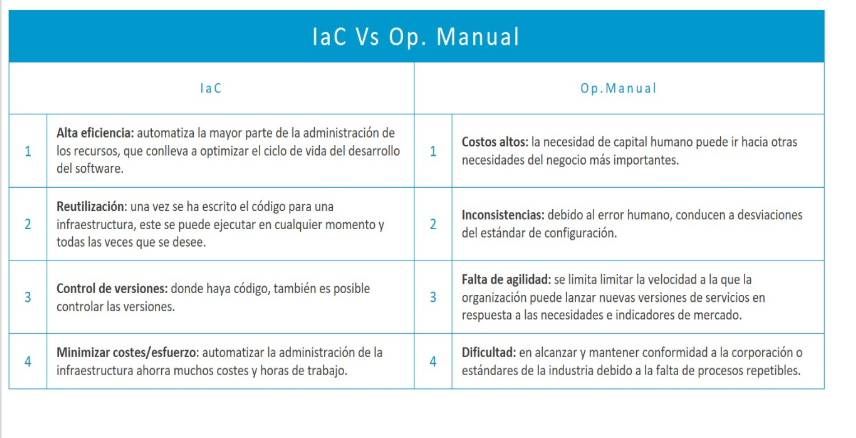 IaC Vs Op. Manual
IaC
Op.Manual
1
Alta eficiencia: automatiza la mayor parte de la administración de
los recursos, que conlleva a optimizar el ciclo de vida del desarrollo
del software.
1
Costos altos: la necesidad de capital humano puede ir hacia otras
necesidades del negocio más importantes.
2
Reutilización: una vez se ha escrito el código para una
infraestructura, este se puede ejecutar en cualquier momento y
todas las veces que se desee.
2
Inconsistencias: debido al error humano, conducen a desviaciones
del estándar de configuración.
3
Control de versiones: donde haya código, también es posible
controlar las versiones.
3
Falta de agilidad: se limita limitar la velocidad a la que la
organización puede lanzar nuevas versiones de servicios en
respuesta a las necesidades e indicadores de mercado.
4
Minimizar costes/esfuerzo: automatizar la administración de la
infraestructura ahorra muchos costes y horas de trabajo.
4
Dificultad: en alcanzar y mantener conformidad a la corporación o
estándares de la industria debido a la falta de procesos repetibles.